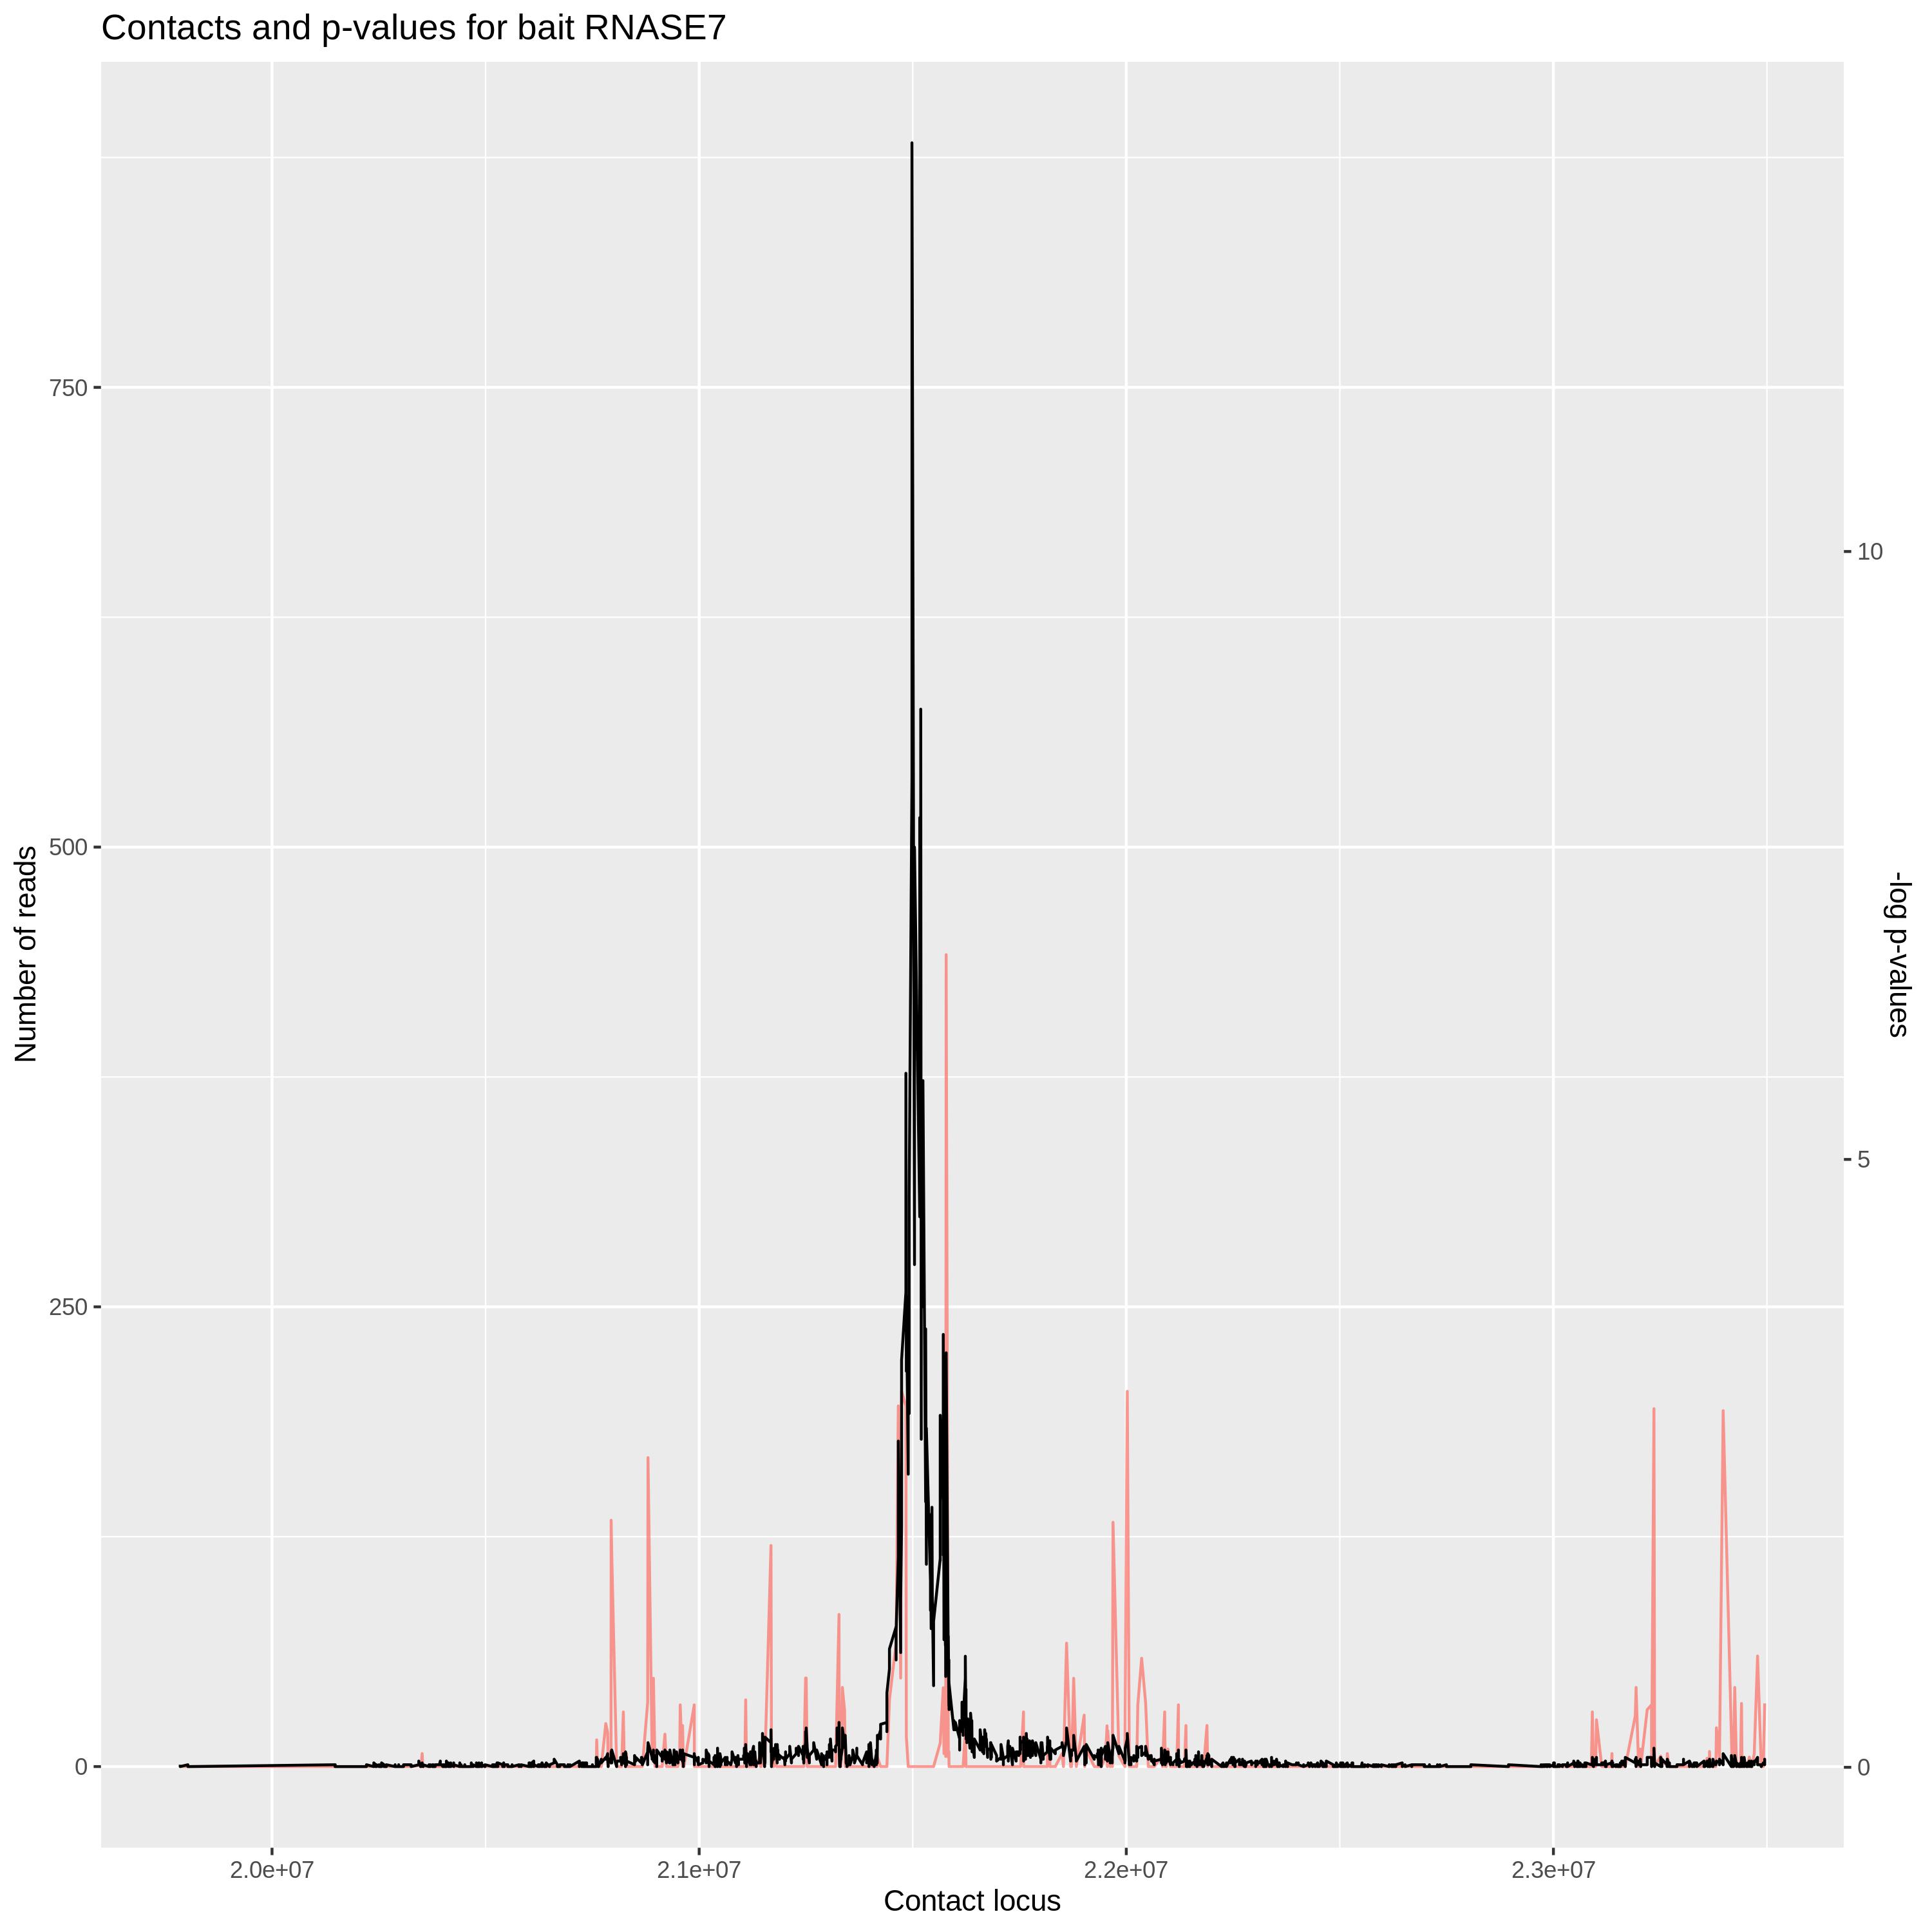 Contacts and p-values for bait RNASE7
Number of reads
750
500
250
0
10
5
0
-log p-values
2.0e+07
2.1e+07
2.2e+07
2.3e+07
Contact locus